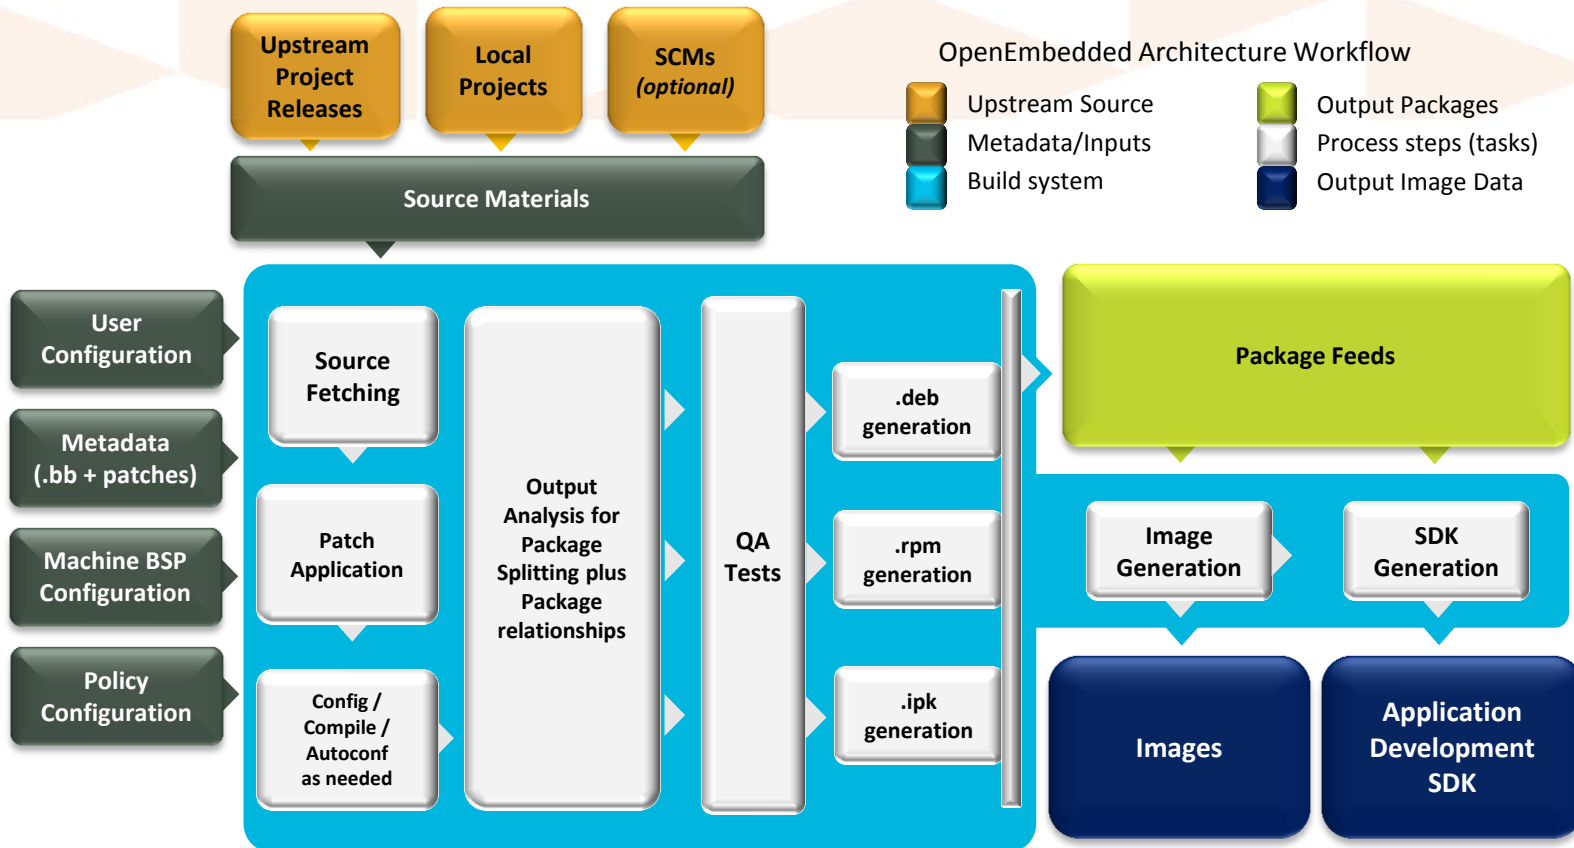 Upstream
Project
Releases
Local
Projects
SCMs
(optional)
OpenEmbedded Architecture Workflow
Upstream Source
Metadata/Inputs
Build system
Output Packages
Process steps (tasks)
Output Image Data
Source Materials
User
Configuration
Metadata
(.bb + patches)
Machine BSP
Configuration
Policy
Configuration
Source
Fetching
Patch
Application
Config /
Compile /
Autoconf
as needed
Output
Analysis for
Package
Splitting plus
Package
relationships
QA
Tests
.deb
generation
.rpm
generation
.ipk
generation
Package Feeds
Image
Generation
SDK
Generation
Images
Application
Development
SDK